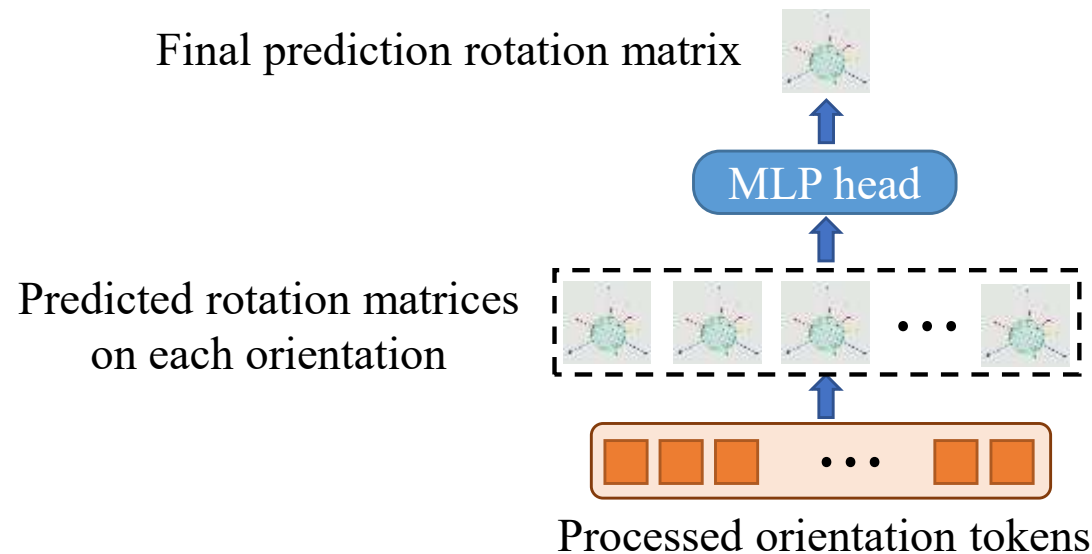 Final prediction rotation matrix
MLP head
Predicted rotation matrices
on each orientation
Processed orientation tokens